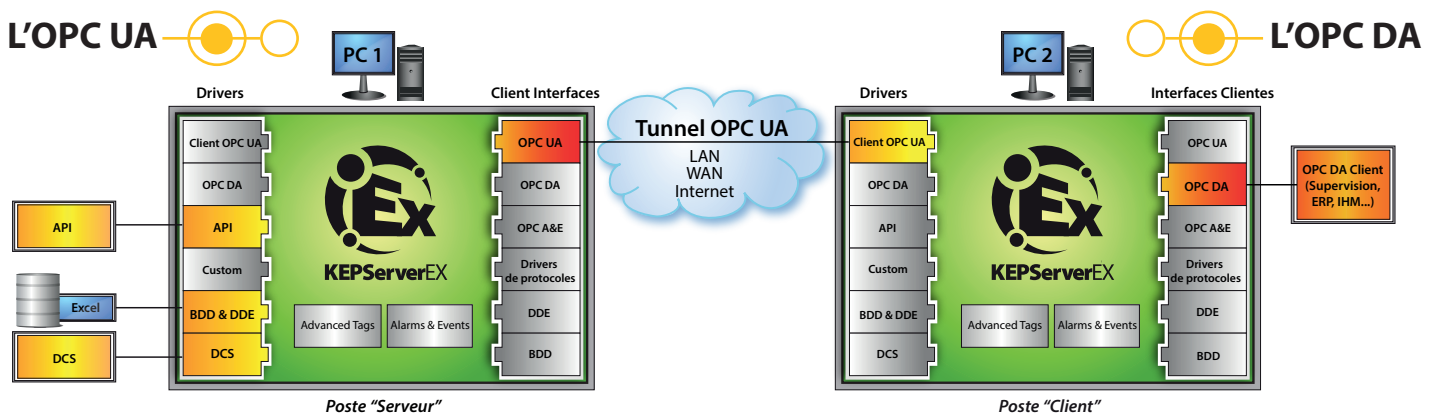 L'OPC UA
L'OPC DA
PC 1
PC 2
Drivers
Client Interfaces
Drivers
Interfaces Clientes
Client OPC UA
OPC DA
API
Custom
BDD & DDE
DCS
API
Excel
DCS
Ex
KEPServerEX
Advanced Tags
Alarms & Events
OPC UA
OPC DA
OPC A&E
Drivers
de protocoles
DDE
BDD
Poste "Serveur"
Tunnel OPC UA
LAN
WAN
Internet
Client OPC UA
OPC DA
API
Custom
BDD & DDE
DCS
Ex
KEPServerEX
Advanced Tags
Alarms & Events
OPC UA
OPC DA
OPC A&E
Drivers
de protocoles
DDE
BDD
OPC DA Client
(Supervision,
ERP, IHM...)
Poste "Client"